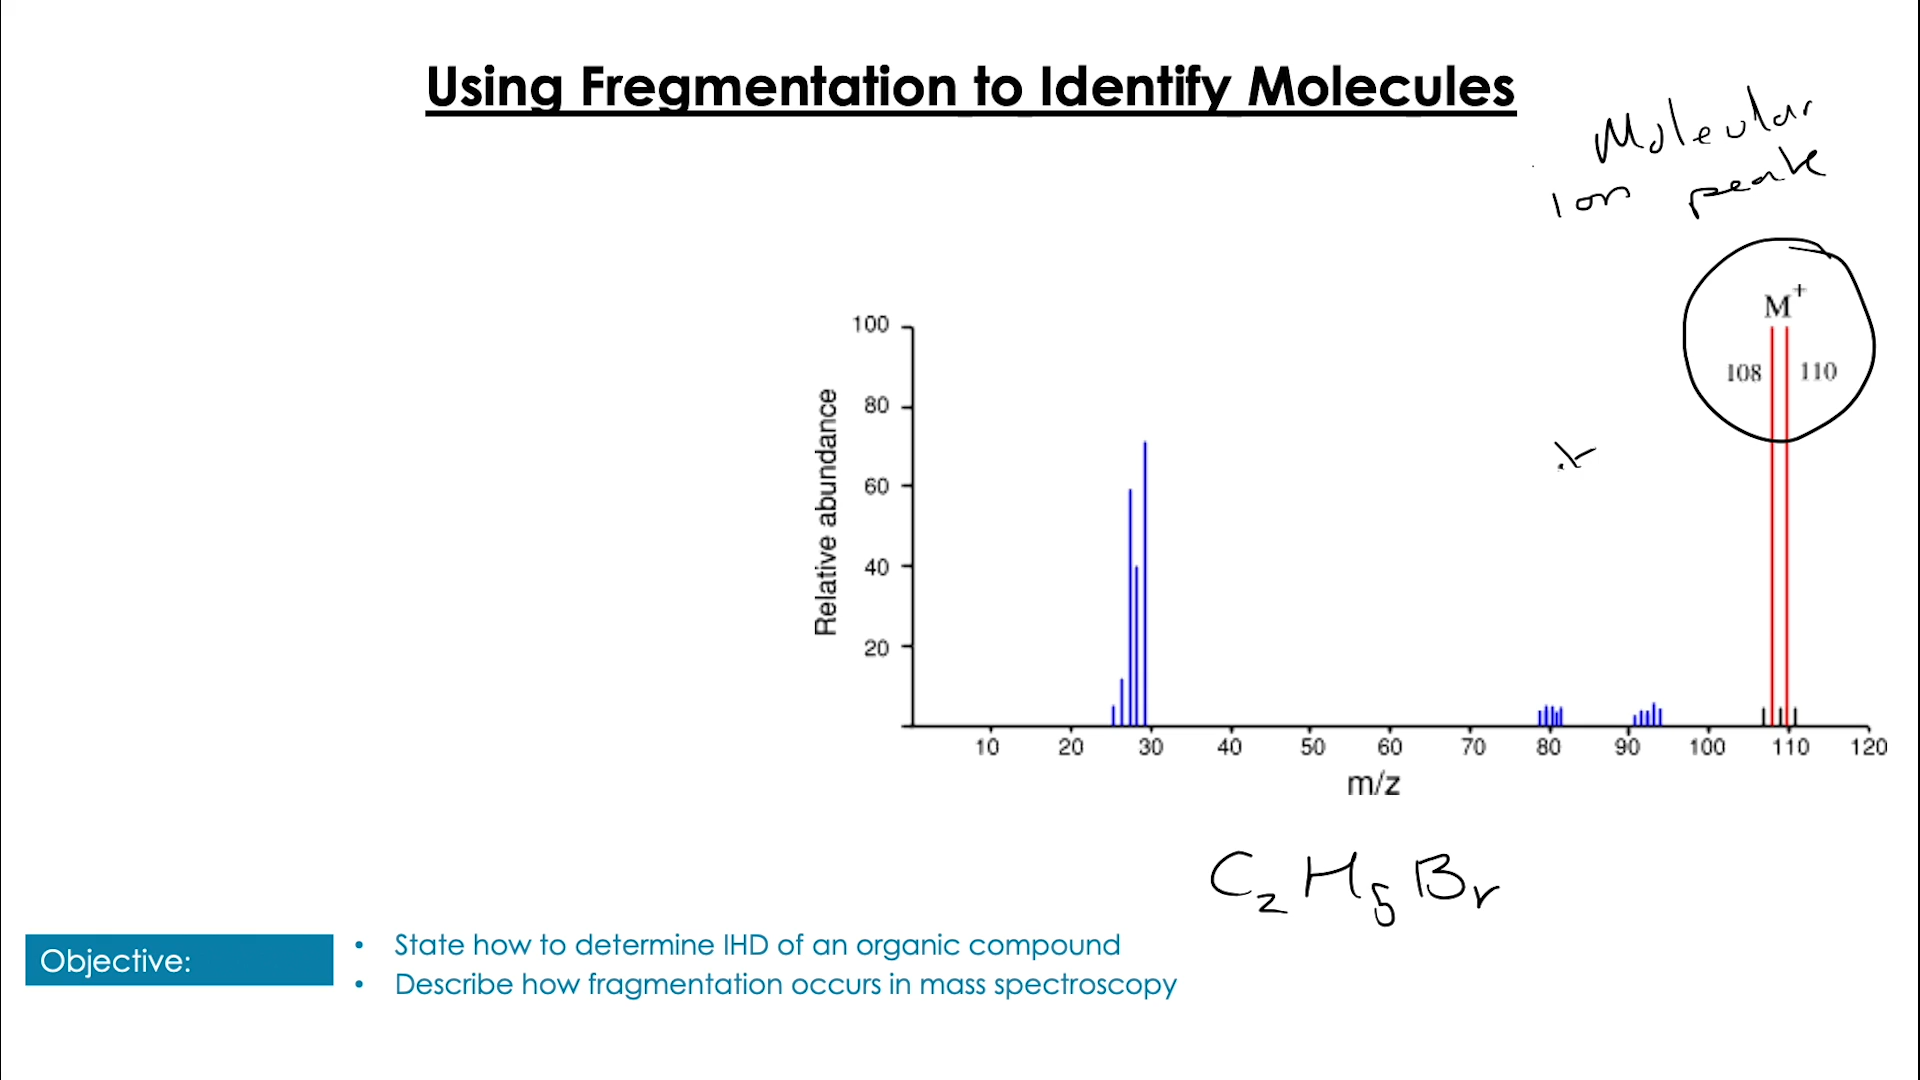 Using Fregmentation to Identify Molecules
Molecular
Ion peak
M+
108 110
100
80
60
40
20
Relative abundance
10 20 30 40 50 60 70 80 90 100 110 120
m/z
C2H5Br
Objective:
• State how to determine IHD of an organic compound
• Describe how fragmentation occurs in mass spectroscopy